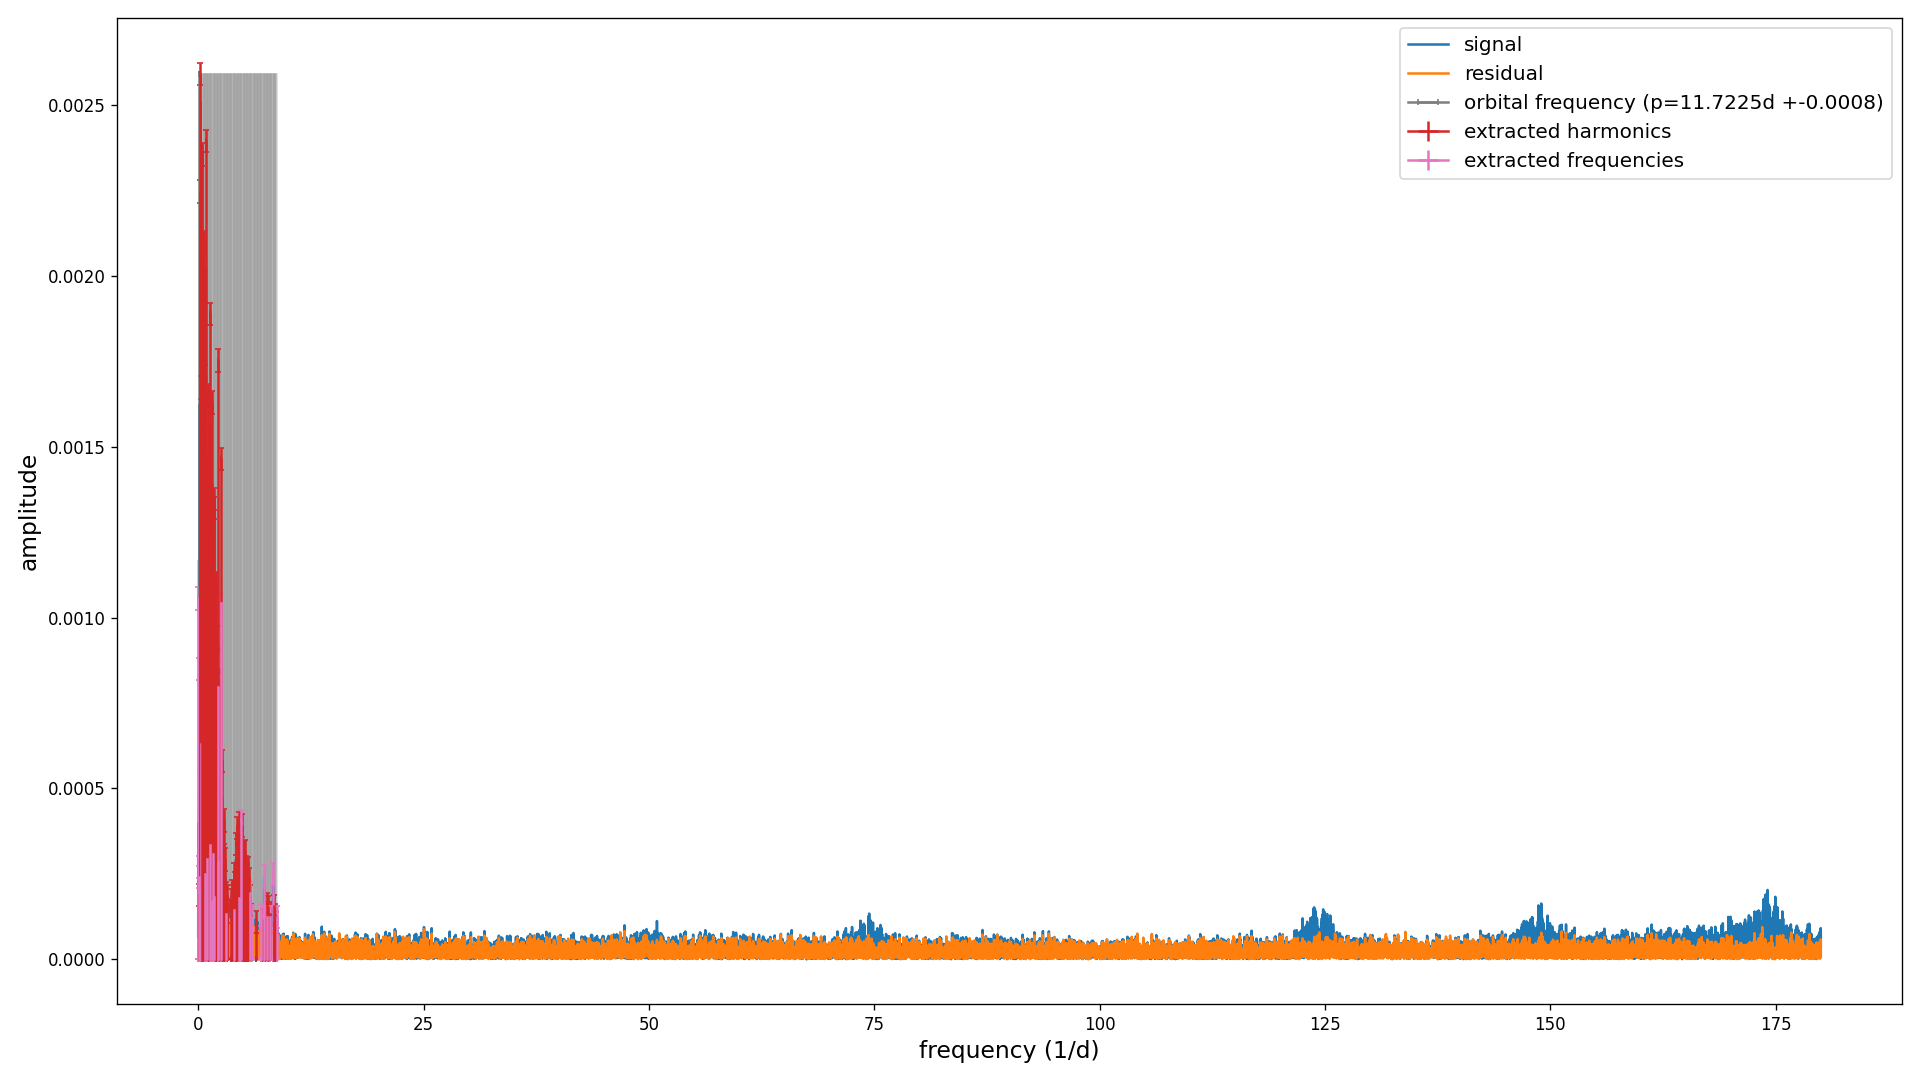 signal
residual
orbital frequency (p=11.7225d +-0.0008)
extracted harmonics
extracted frequencies
0.0025
0.0020
0.0015
0.0010
0.0005
0.0000
amplitude
0 25 50 75 100 125 150 175
frequency (1/d)